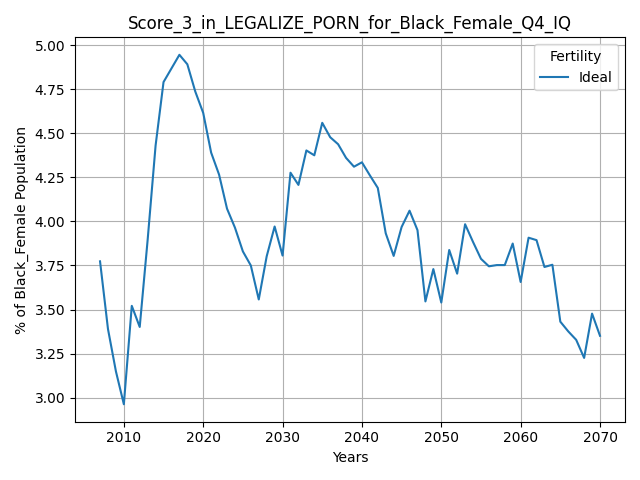 Score_3_in_LEGALIZE_PORN_for_Black_Female_Q4_IQ
Fertility
Ideal
% of Black_Female Population
5.00
4.75
4.50
4.25
4.00
3.75
3.50
3.25
3.00
2010 2020 2030 2040 2050 2060 2070
Years